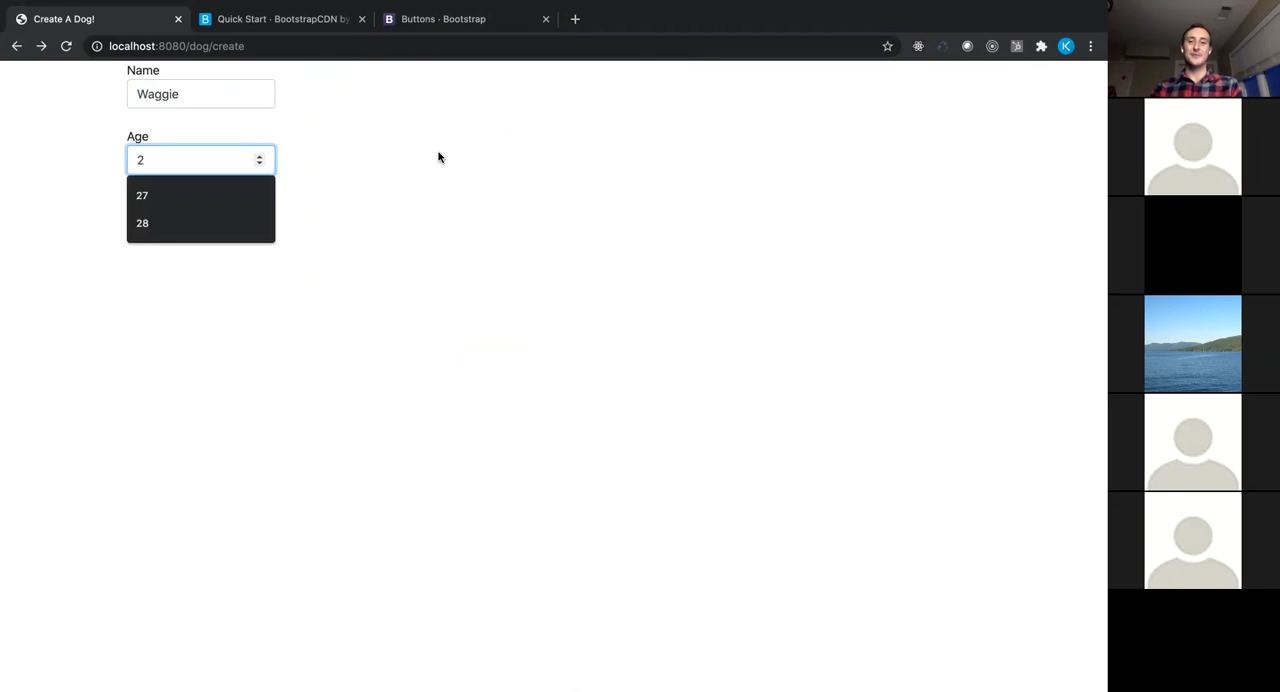 Create A Dog!
Quick Start · BootstrapCDN by
Buttons · Bootstrap
localhost:8080/dog/create
K
Name
Waggie
Age
2
27
28